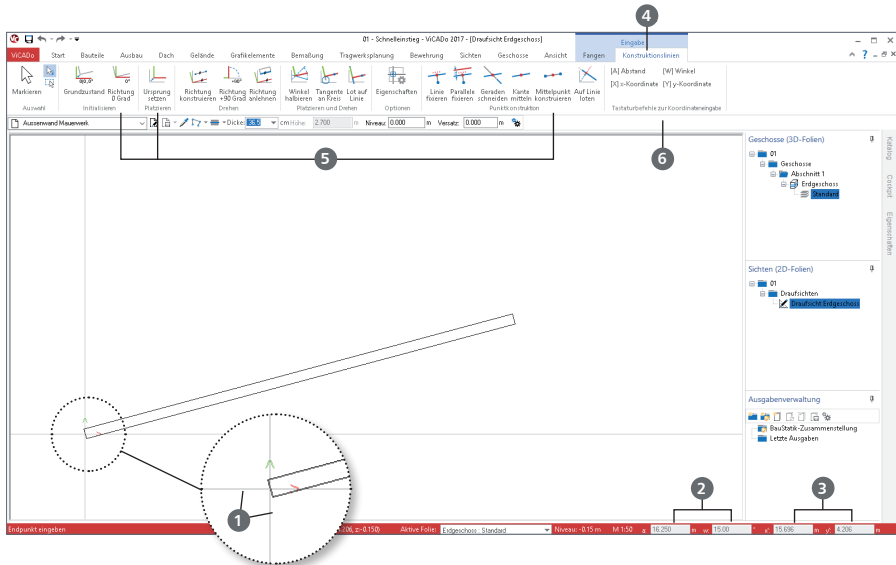 4
01 - Schnelleinstieg - ViCADo 2017 - [Draufsicht Erdgeschoss]
Eingabe
ViCADo Start Bauteile Ausbau Dach Gelände Grafikelemente Bemaßung Tragwerksplanung Bewehrung Sichten Geschosse Ansicht Fangen Konstruktionslinien
Markieren
Grundzustand
Richtung 0 Grad
Ursprung setzen
Richtung konstruieren
Richtung +90 Grad
Richtung anlehnen
Winkel halbieren
Tangente an Kreis
Lot auf Linie
Eigenschaften
Linie fixieren
Parallele fixieren
Geraden schneiden
Kante mitteln
Mittelpunkt konstruieren
Auf Linie loten
[A] Abstand [W] Winkel
[X] x-Koordinate [Y] y-Koordinate
Auswahl Initialisieren Platzieren Drehen Platzieren und Drehen Optionen Tastaturbefehle zur Koordinateneingabe
Aussenwand Mauerwerk Dicke: 36.5 cm Höhe: 2.700 m Niveau: 0.000 m Versatz: 0.000 m
5
6
Geschosse (3D-Folien)
01
Geschosse
Abschnitt 1
Erdgeschoss
Standard
Katalog
Cockpit
Eigenschaften
Sichten (2D-Folien)
01
Draufsichten
Draufsicht Erdgeschoss
Ausgabenverwaltung
BauStatik-Zusammenstellung
Letzte Ausgaben
1
2
3
Endpunkt eingeben 206, z:-0.150) Aktive Folie: Erdgeschoss : Standard Niveau: -0.15 m M 1:50 a: 16.250 m w: 15.00 ° x': 15.696 m y': 4.206 m